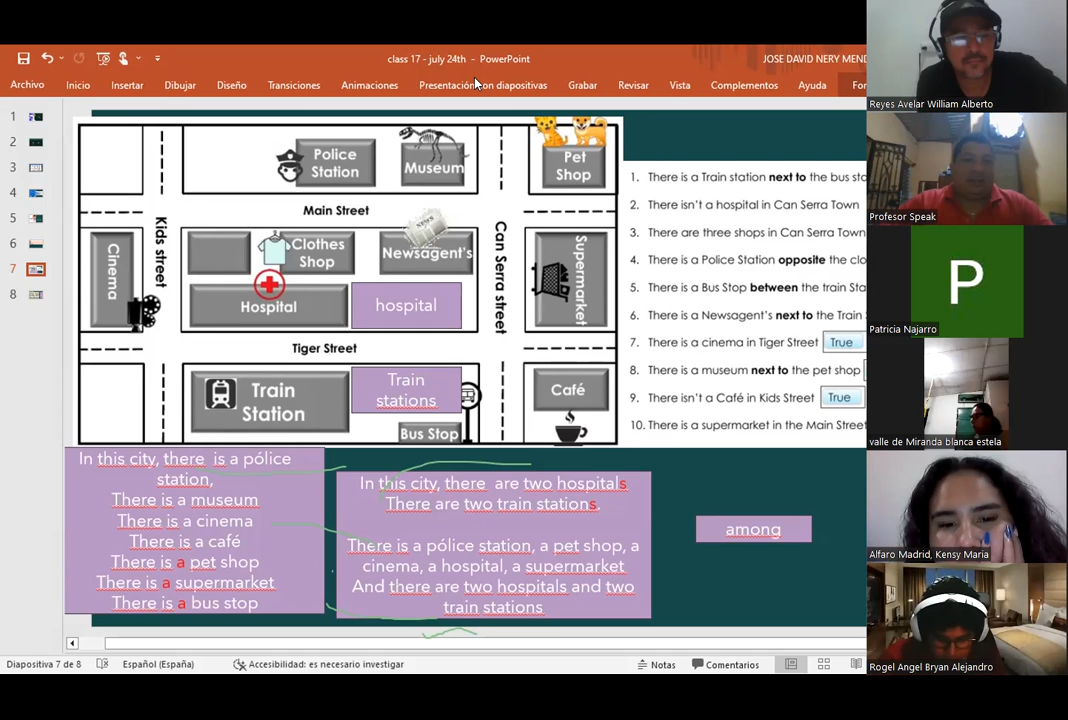 class 17 - july 24th - PowerPoint
JOSE DAVID NERY MEND
Archivo Inicio Insertar Dibujar Diseño Transiciones Animaciones Presentación con diapositivas Grabar Revisar Vista Complementos Ayuda Fo
1
2
3
4
5
6
7
8
Police
Station
Museum
Pet
Shop
Main Street
Kids street
Can Serra street
Cinema
Clothes
Shop
NEWS
Newsagent's
Supermarket
Hospital
hospital
Tiger Street
Train
Station
Train
stations
Bus Stop
Café
1. There is a Train station next to the bus sta
2. There isn't a hospital in Can Serra Town
3. There are three shops in Can Serra Town
4. There is a Police Station opposite the clo
5. There is a Bus Stop between the train Sta
6. There is a Newsagent's next to the Train
7. There is a cinema in Tiger Street True
8. There is a museum next to the pet shop
9. There isn't a Café in Kids Street True
10. There is a supermarket in the Main Street
In this city, there is a pólice
station,
There is a museum
There is a cinema
There is a café
There is a pet shop
There is a supermarket
There is a bus stop
In this city, there are two hospitals
There are two train stations.
There is a pólice station, a pet shop, a
cinema, a hospital, a supermarket
And there are two hospitals and two
train stations
among
Diapositiva 7 de 8 Español (España) Accesibilidad: es necesario investigar Notas Comentarios
Reyes Avelar William Alberto
Profesor Speak
P
Patricia Najarro
valle de Miranda blanca estela
Alfaro Madrid, Kensy Maria
Rogel Angel Bryan Alejandro